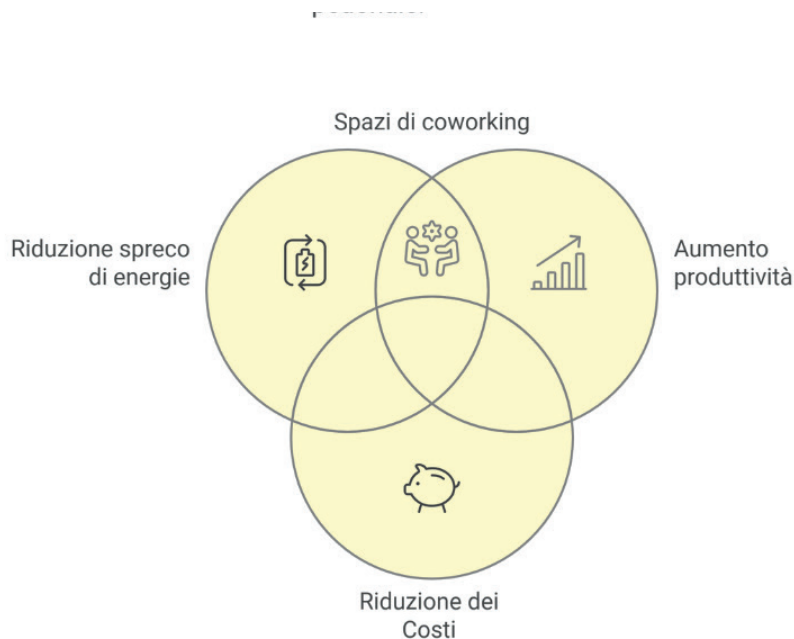 Spazi di coworking
Riduzione spreco
di energie
Aumento
produttività
Riduzione dei
Costi